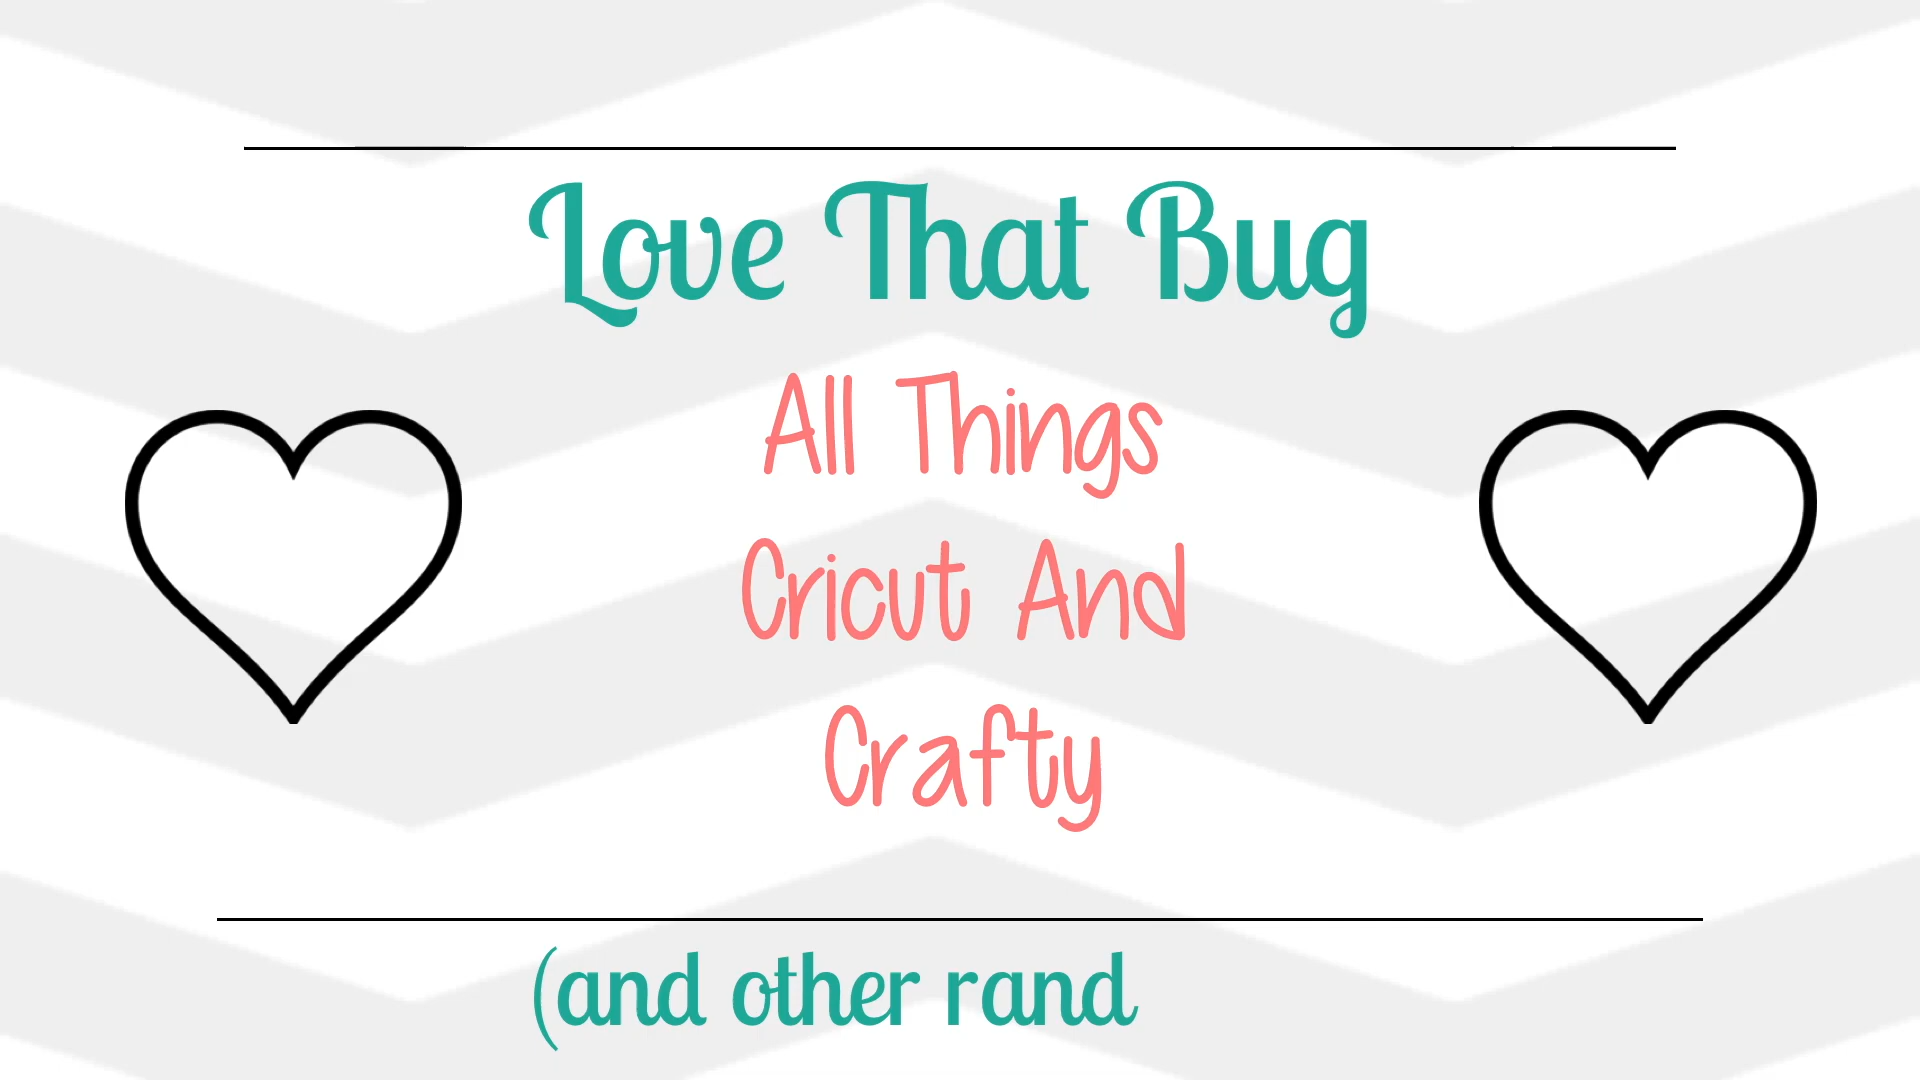 Love That Bug
All Things
Cricut And
Crafty
(and other rand